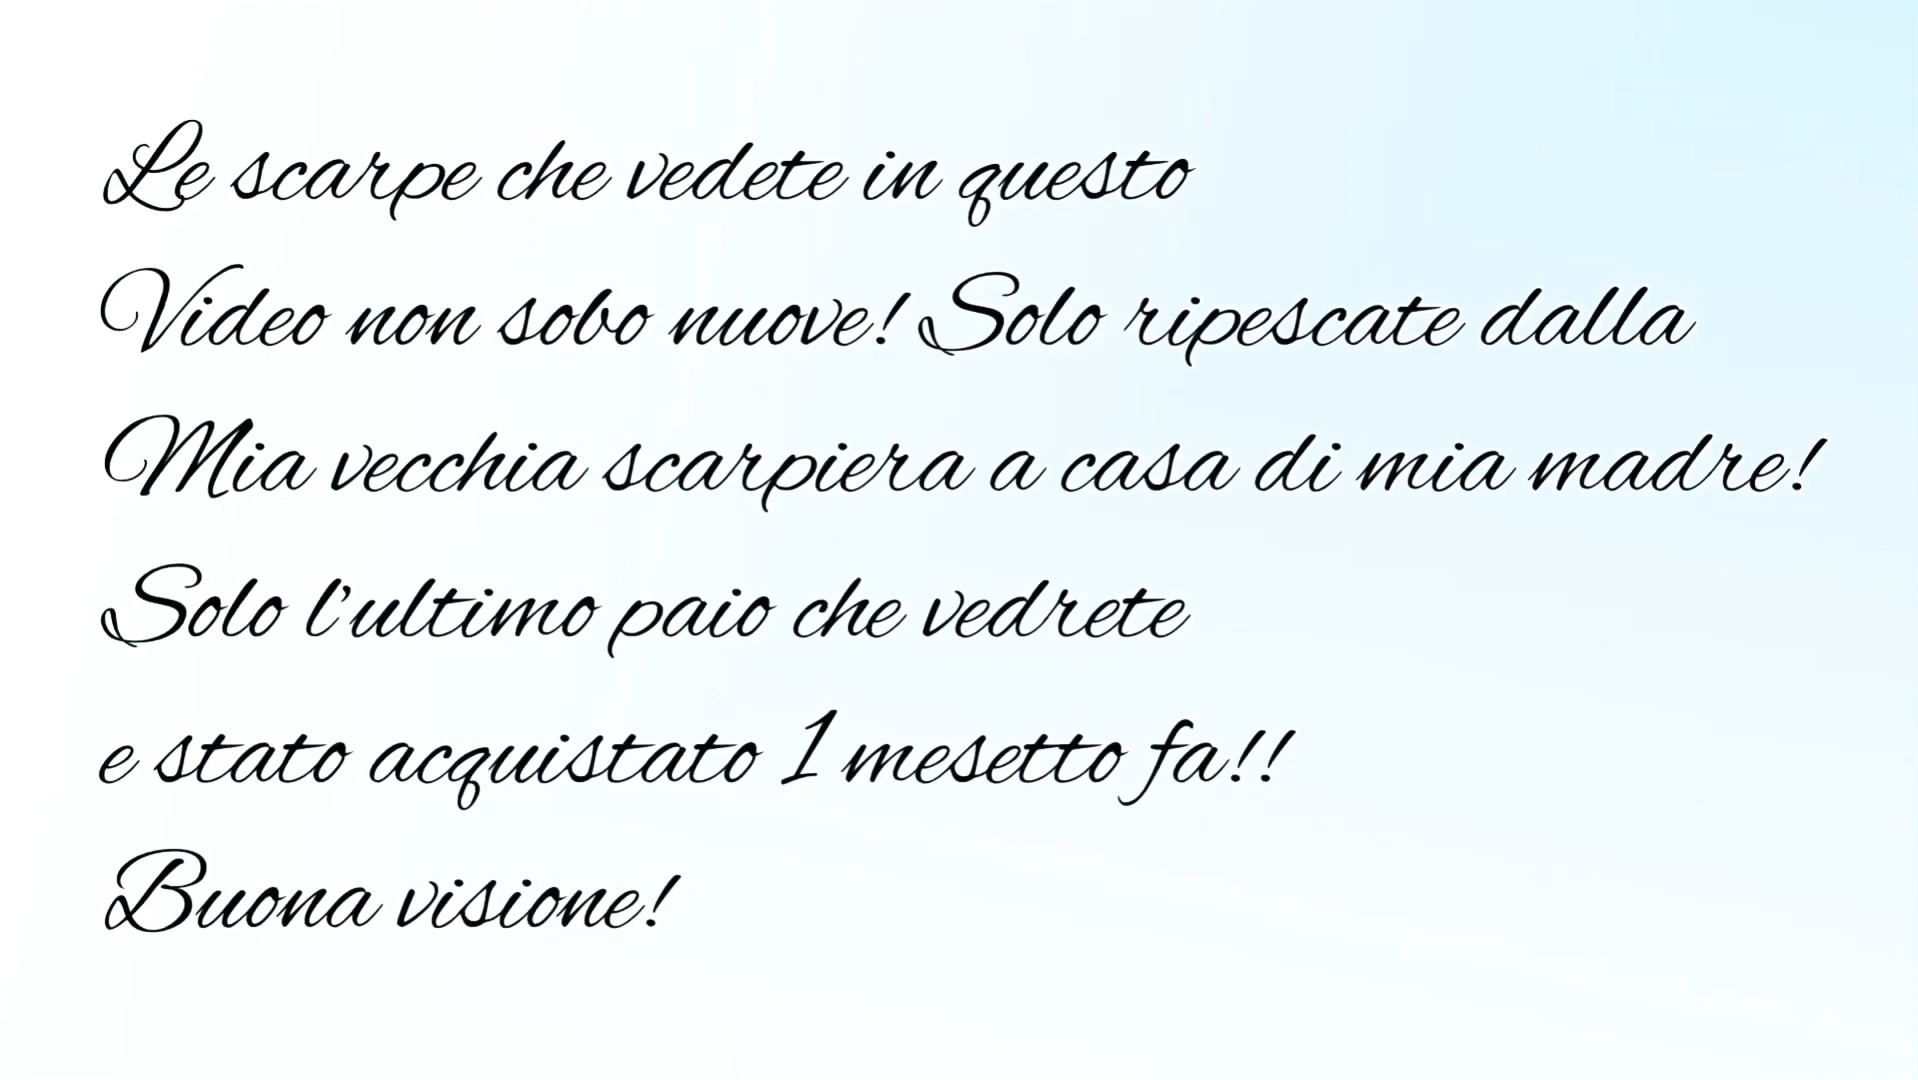 Le scarpe che vedete in questo
Video non sobo nuove! Solo ripescate dalla
Mia vecchia scarpiera a casa di mia madre!
Solo l'ultimo paio che vedrete
e stato acquistato 1 mesetto fa!!
Buona visione!